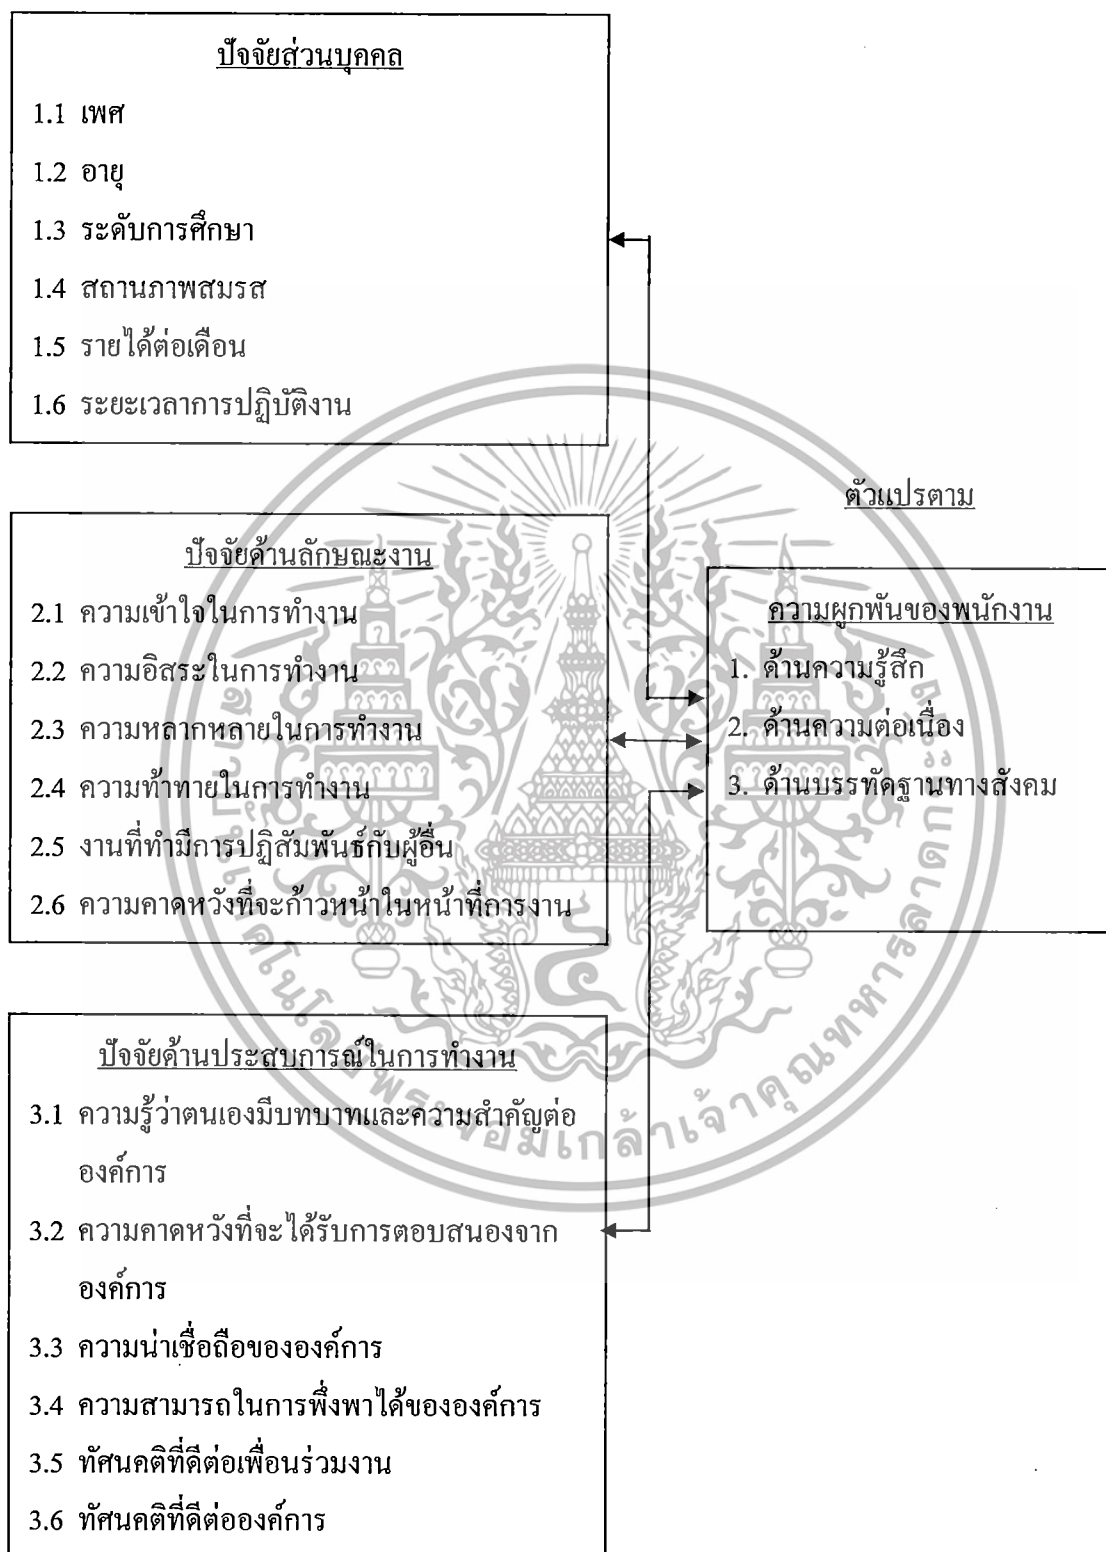 ปัจจัยส่วนบุคคล
1.1 เพศ
1.2 อายุ
1.3 ระดับการศึกษา
1.4 สถานภาพสมรส
1.5 รายได้ต่อเดือน
1.6 ระยะเวลาการปฏิบัติงาน
ปัจจัยด้านลักษณะงาน
2.1 ความเข้าใจในการทำงาน
2.2 ความอิสระในการทำงาน
2.3 ความหลากหลายในการทำงาน
2.4 ความท้าทายในการทำงาน
2.5 งานที่ทำมีการปฏิสัมพันธ์กับผู้อื่น
2.6 ความคาดหวังที่จะก้าวหน้าในหน้าที่การงาน
ปัจจัยด้านประสบการณ์ในการทำงาน
3.1 ความรู้ว่าตนเองมีบทบาทและความสำคัญต่อ
องค์การ
3.2 ความคาดหวังที่จะได้รับการตอบสนองจาก
องค์การ
3.3 ความน่าเชื่อถือขององค์การ
3.4 ความสามารถในการพึ่งพาได้ขององค์การ
3.5 ทัศนคติที่ดีต่อเพื่อนร่วมงาน
3.6 ทัศนคติที่ดีต่อองค์การ
ตัวแปรตาม
ความผูกพันของพนักงาน
1. ด้านความรู้สึก
2. ด้านความต่อเนื่อง
3. ด้านบรรทัดฐานทางสังคม